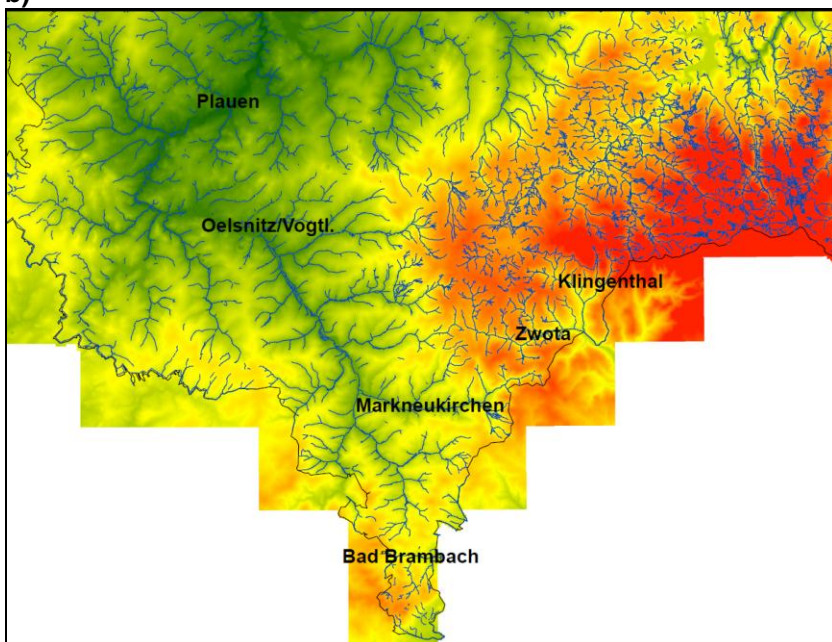 b)
Plauen
Oelsnitz/Vogtl.
Klingenthal
Zwota
Markneukirchen
Bad Brambach